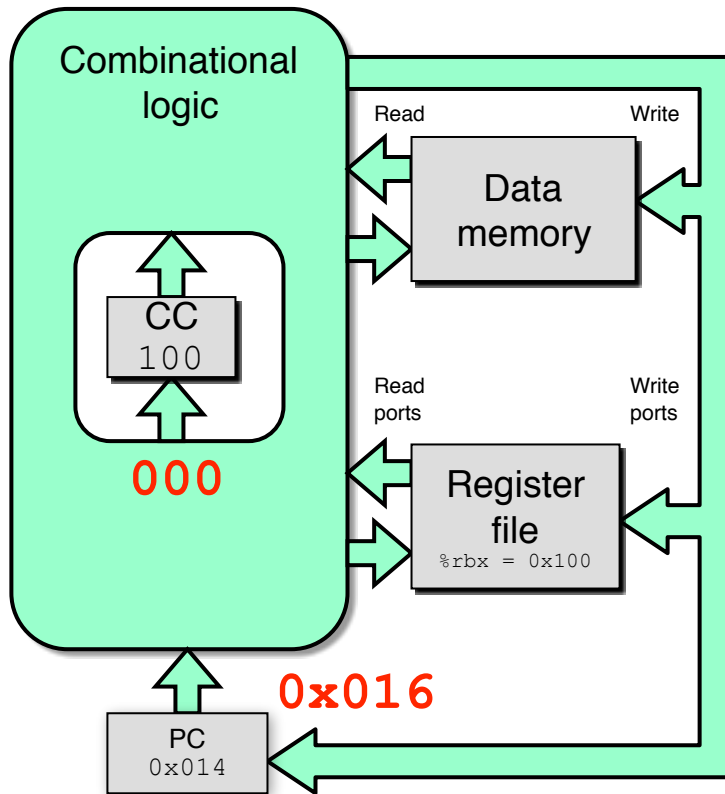 Combinational
logic
Read
Write
Data
memory
CC
100
Read
ports
Write
ports
000
Register
file
%rbx = 0x100
0x016
PC
0x014